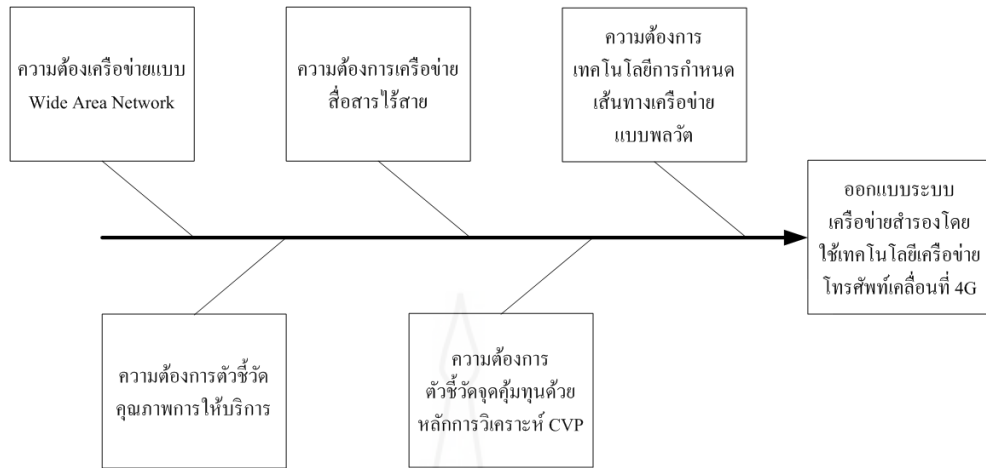 ความต้องเครือข่ายแบบ
Wide Area Network
ความต้องการเครือข่าย
สื่อสารไร้สาย
ความต้องการ
เทคโนโลยีการกำหนด
เส้นทางเครือข่าย
แบบพลวัต
ออกแบบระบบ
เครือข่ายสำรองโดย
ใช้เทคโนโลยีเครือข่าย
โทรศัพท์เคลื่อนที่ 4G
ความต้องการตัวชี้วัด
คุณภาพการให้บริการ
ความต้องการ
ตัวชี้วัดจุดคุ้มทุนด้วย
หลักการวิเคราะห์ CVP